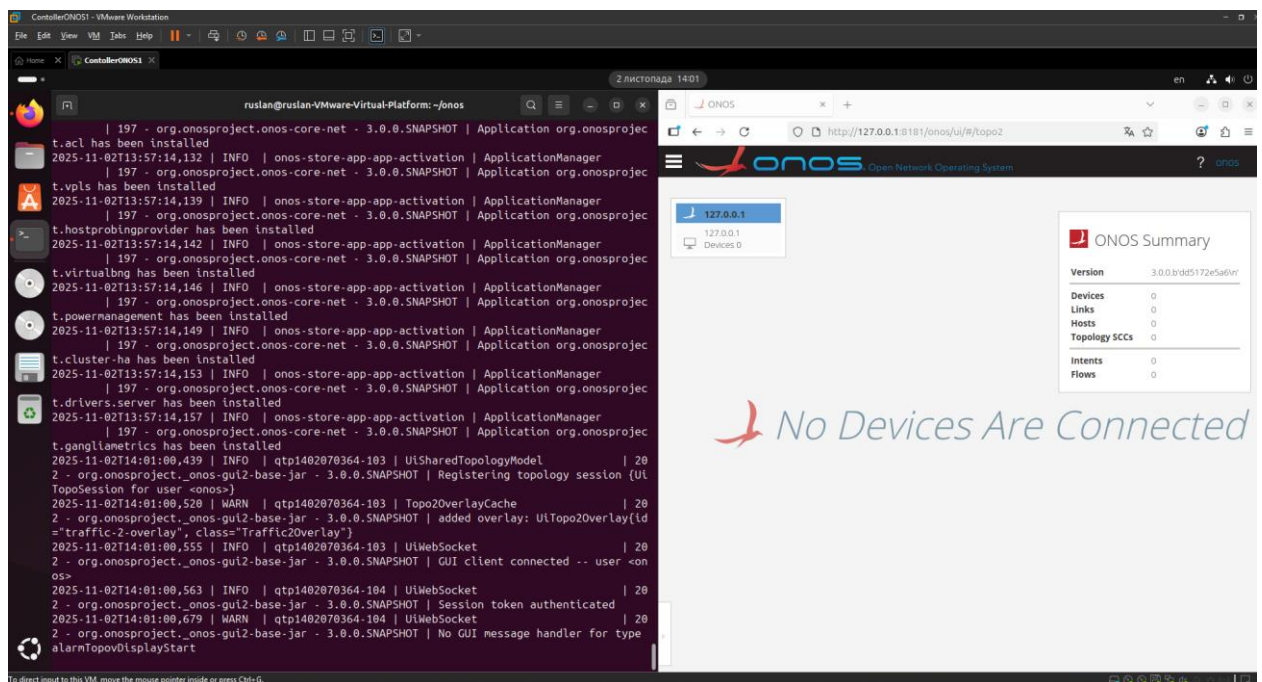 ContollerONOS1 - VMware Workstation
File Edit View VM Tabs Help
Home ContollerONOS1
2 листопада 14:01
en
ruslan@ruslan-VMware-Virtual-Platform: ~/onos
| 197 - org.onosproject.onos-core-net - 3.0.0.SNAPSHOT | Application org.onosprojec
t.acl has been installed
2025-11-02T13:57:14,132 | INFO | onos-store-app-app-activation | ApplicationManager
| 197 - org.onosproject.onos-core-net - 3.0.0.SNAPSHOT | Application org.onosprojec
t.vpls has been installed
2025-11-02T13:57:14,139 | INFO | onos-store-app-app-activation | ApplicationManager
| 197 - org.onosproject.onos-core-net - 3.0.0.SNAPSHOT | Application org.onosprojec
t.hostprobingprovider has been installed
2025-11-02T13:57:14,142 | INFO | onos-store-app-app-activation | ApplicationManager
| 197 - org.onosproject.onos-core-net - 3.0.0.SNAPSHOT | Application org.onosprojec
t.virtualbng has been installed
2025-11-02T13:57:14,146 | INFO | onos-store-app-app-activation | ApplicationManager
| 197 - org.onosproject.onos-core-net - 3.0.0.SNAPSHOT | Application org.onosprojec
t.powermanagement has been installed
2025-11-02T13:57:14,149 | INFO | onos-store-app-app-activation | ApplicationManager
| 197 - org.onosproject.onos-core-net - 3.0.0.SNAPSHOT | Application org.onosprojec
t.cluster-ha has been installed
2025-11-02T13:57:14,153 | INFO | onos-store-app-app-activation | ApplicationManager
| 197 - org.onosproject.onos-core-net - 3.0.0.SNAPSHOT | Application org.onosprojec
t.drivers.server has been installed
2025-11-02T13:57:14,157 | INFO | onos-store-app-app-activation | ApplicationManager
| 197 - org.onosproject.onos-core-net - 3.0.0.SNAPSHOT | Application org.onosprojec
t.gangliametrics has been installed
2025-11-02T14:01:00,439 | INFO | qtp1402070364-103 | UiSharedTopologyModel | 20
2 - org.onosproject._onos-gui2-base-jar - 3.0.0.SNAPSHOT | Registering topology session {Ui
TopoSession for user <onos>}
2025-11-02T14:01:00,520 | WARN | qtp1402070364-103 | Topo2OverlayCache | 20
2 - org.onosproject._onos-gui2-base-jar - 3.0.0.SNAPSHOT | added overlay: UiTopo2Overlay{id
="traffic-2-overlay", class="Traffic2Overlay"}
2025-11-02T14:01:00,555 | INFO | qtp1402070364-103 | UiWebSocket | 20
2 - org.onosproject._onos-gui2-base-jar - 3.0.0.SNAPSHOT | GUI client connected -- user <on
os>
2025-11-02T14:01:00,563 | INFO | qtp1402070364-104 | UiWebSocket | 20
2 - org.onosproject._onos-gui2-base-jar - 3.0.0.SNAPSHOT | Session token authenticated
2025-11-02T14:01:00,679 | WARN | qtp1402070364-104 | UiWebSocket | 20
2 - org.onosproject._onos-gui2-base-jar - 3.0.0.SNAPSHOT | No GUI message handler for type
alarmTopovDisplayStart
ONOS
http://127.0.0.1:8181/onos/ui/#/topo2
onos Open Network Operating System
? onos
127.0.0.1
127.0.0.1
Devices 0
ONOS Summary
Version 3.0.0.b'dd5172e5a6\n'
Devices 0
Links 0
Hosts 0
Topology SCCs 0
Intents 0
Flows 0
No Devices Are Connected
To direct input to this VM, move the mouse pointer inside or press Ctrl+G.